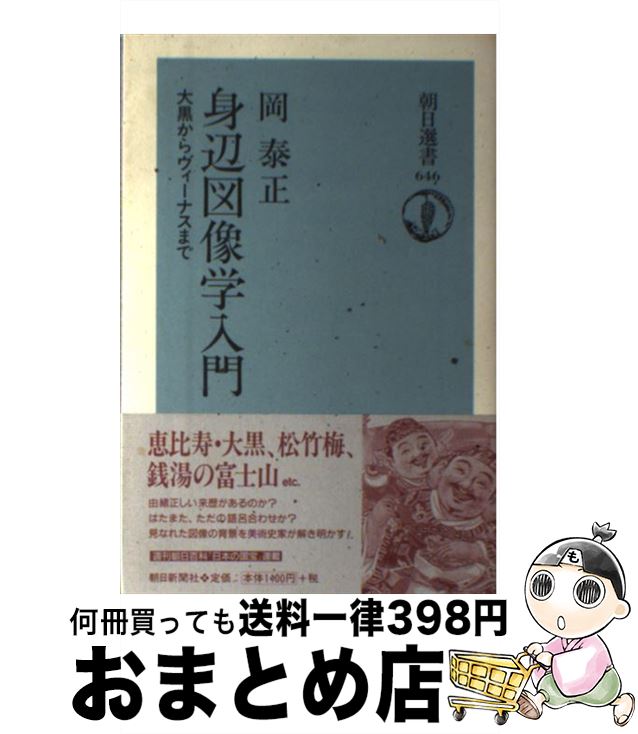 朝日選書
646
岡 泰正
身辺図像学入門
大黒からヴィーナスまで
恵比寿・大黒、松竹梅、
銭湯の富士山 etc.
由緒正しい来歴があるのか?
はたまた、ただの語呂合わせか?
見なれた図像の背景を美術史家が解き明かす!
週刊朝日百科「日本の国宝」連載
朝日新聞社 定価: 本体1400円 +税
も
何冊買っても送料一律398円
おまとめ店